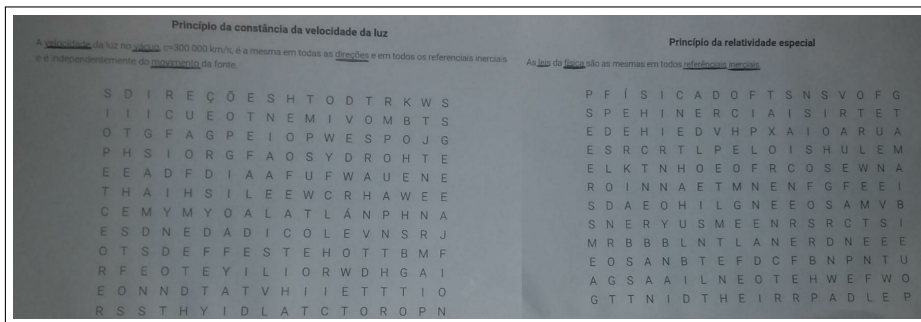 Princípio da constância da velocidade da luz
A velocidade da luz no vácuo, c=300 000 km/s, é a mesma em todas as direções e em todos os referenciais inerciais
e é independentemente do movimento da fonte.
S D I R E Ç Õ E S H T O D T R K W S
I I I C U E O T N E M I V O M B T S
O T G F A G P E I O P W E S P O J G
P H S I O R G F A O S Y D R O H T E
E E A D F D I A A F U F W A U E N E
T H A I H S I L E E W C R H A W E E
C E M Y M Y O A L A T L Á N P H N A
E S D N E D A D I C O L E V N S R J
O T S D E F F E S T E H O T T B M F
R F E O T E Y I L I O R W D H G A I
E O N N D T A T V H I I E T T T I O
R S S T H Y I D L A T C T O R O P N
Princípio da relatividade especial
As leis da física são as mesmas em todos referênciais inerciais.
P F Í S I C A D O F T S N S V O F G
S P E H I N E R C I A I S I R T E T
E D E H I E D V H P X A I O A R U A
E S R C R T L P E L O I S H U L E M
E L K T N H O E O F R C O S E W N A
R O I N N A E T M N E N F G F E E I
S D A E O H I L G N E E O S A M V B
S N E R Y U S M E E N R S R C T S I
M R B B B L N T L A N E R D N E E E
E O S A N B T E F D C F B N P N T U
A G S A A I L N E O T E H W E F W O
G T T N I D T H E I R R P A D L E P